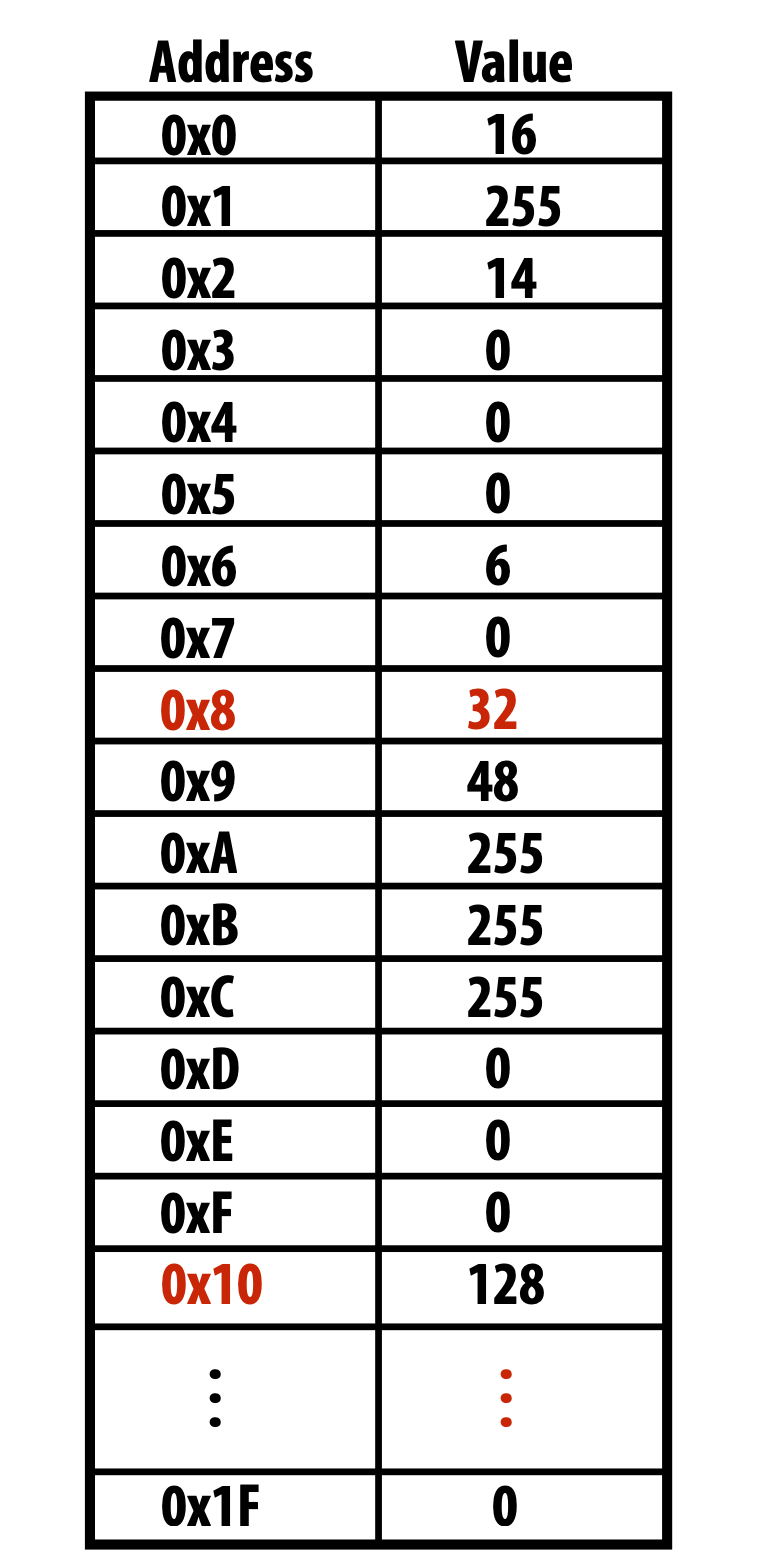 Address Value
0x0 16
0x1 255
0x2 14
0x3 0
0x4 0
0x5 0
0x6 6
0x7 0
0x8 32
0x9 48
0xA 255
0xB 255
0xC 255
0xD 0
0xE 0
0xF 0
0x10 128
⋮ ⋮
0x1F 0